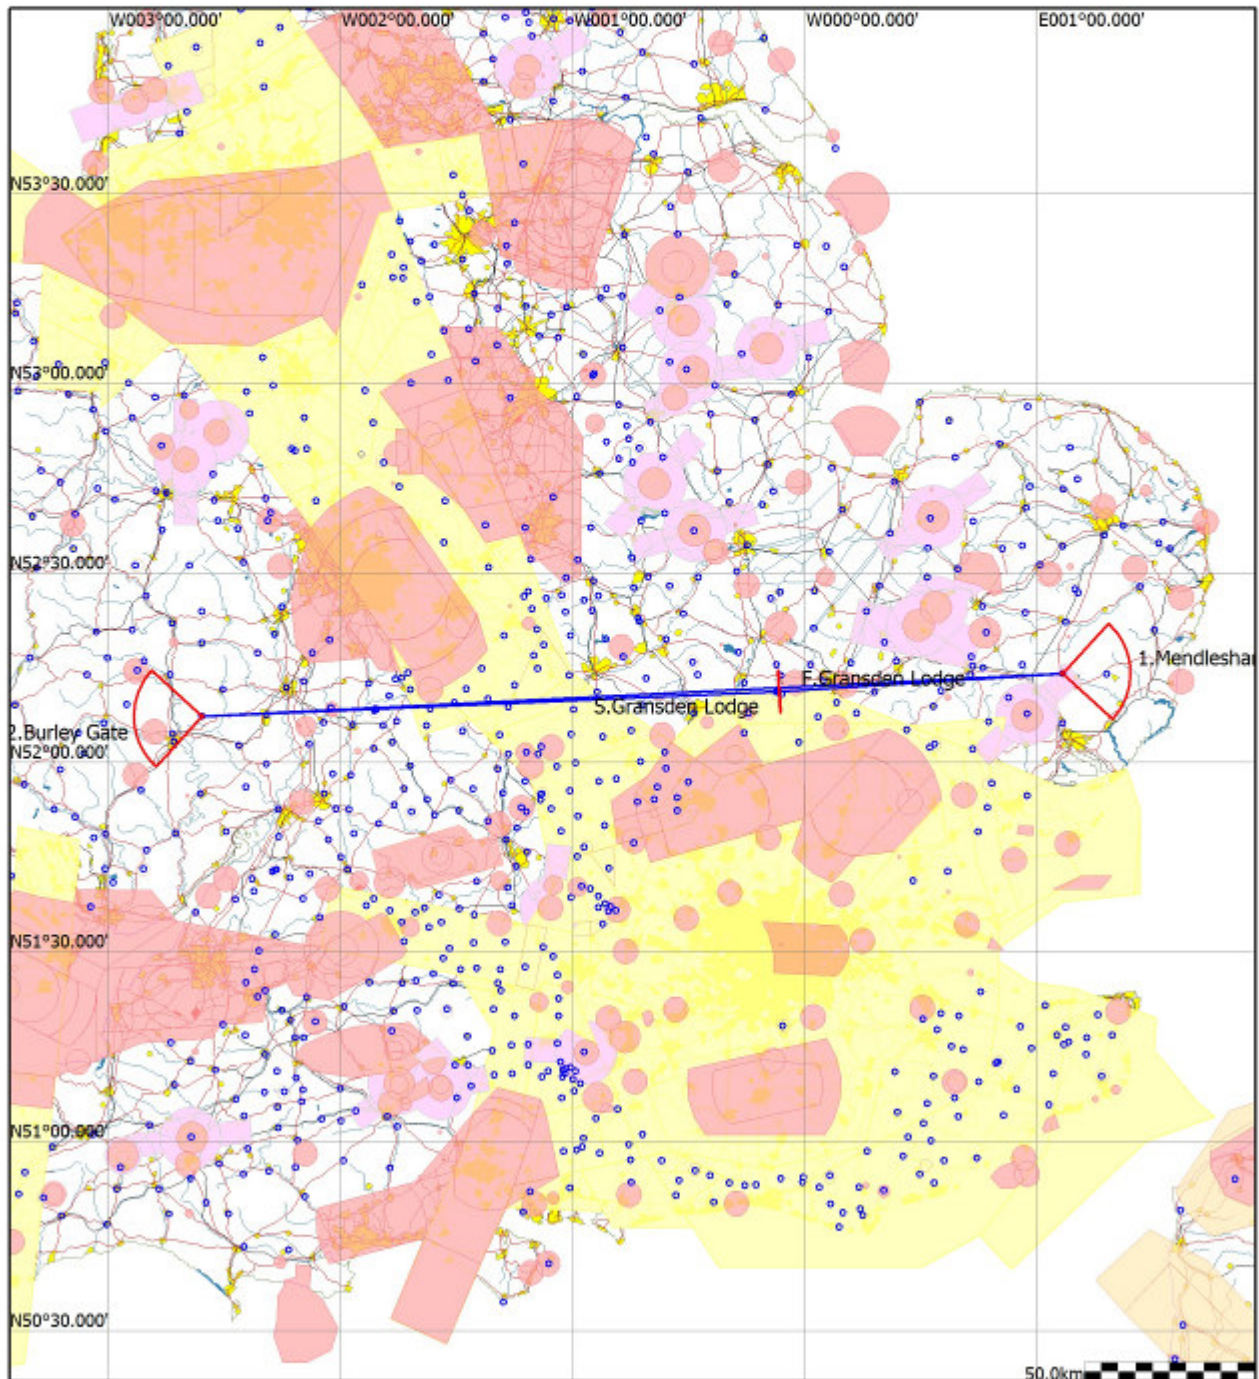 W003°00.000' W002°00.000' W001°00.000' W000°00.000' E001°00.000'
N53°30.000'
N53°00.000'
N52°30.000'
1.Mendlesha
F.Gransden Lodge
S.Gransden Lodge
2.Burley Gate
N52°00.000'
N51°30.000'
N51°00.000'
N50°30.000'
50.0km